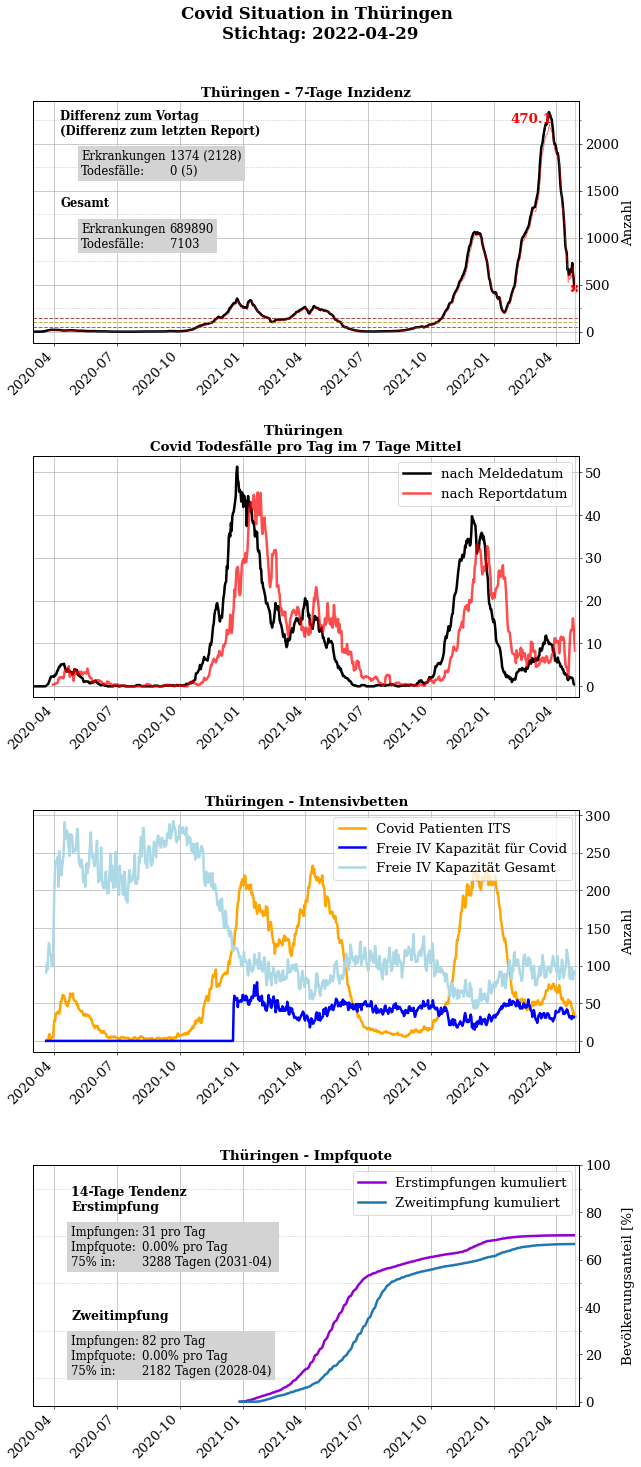 Covid Situation in Thüringen
Stichtag: 2022-04-29
Thüringen - 7-Tage Inzidenz
Differenz zum Vortag
(Differenz zum letzten Report)
Erkrankungen 1374 (2128)
Todesfälle: 0 (5)
Gesamt
Erkrankungen 689890
Todesfälle: 7103
470.1
2000
1500
1000
500
0
Anzahl
2020-04 2020-07 2020-10 2021-01 2021-04 2021-07 2021-10 2022-01 2022-04
Thüringen
Covid Todesfälle pro Tag im 7 Tage Mittel
nach Meldedatum
nach Reportdatum
50
40
30
20
10
0
2020-04 2020-07 2020-10 2021-01 2021-04 2021-07 2021-10 2022-01 2022-04
Thüringen - Intensivbetten
Covid Patienten ITS
Freie IV Kapazität für Covid
Freie IV Kapazität Gesamt
300
250
200
150
100
50
0
Anzahl
2020-04 2020-07 2020-10 2021-01 2021-04 2021-07 2021-10 2022-01 2022-04
Thüringen - Impfquote
14-Tage Tendenz
Erstimpfung
Impfungen: 31 pro Tag
Impfquote: 0.00% pro Tag
75% in: 3288 Tagen (2031-04)
Zweitimpfung
Impfungen: 82 pro Tag
Impfquote: 0.00% pro Tag
75% in: 2182 Tagen (2028-04)
Erstimpfungen kumuliert
Zweitimpfung kumuliert
100
80
60
40
20
0
Bevölkerungsanteil [%]
2020-04 2020-07 2020-10 2021-01 2021-04 2021-07 2021-10 2022-01 2022-04